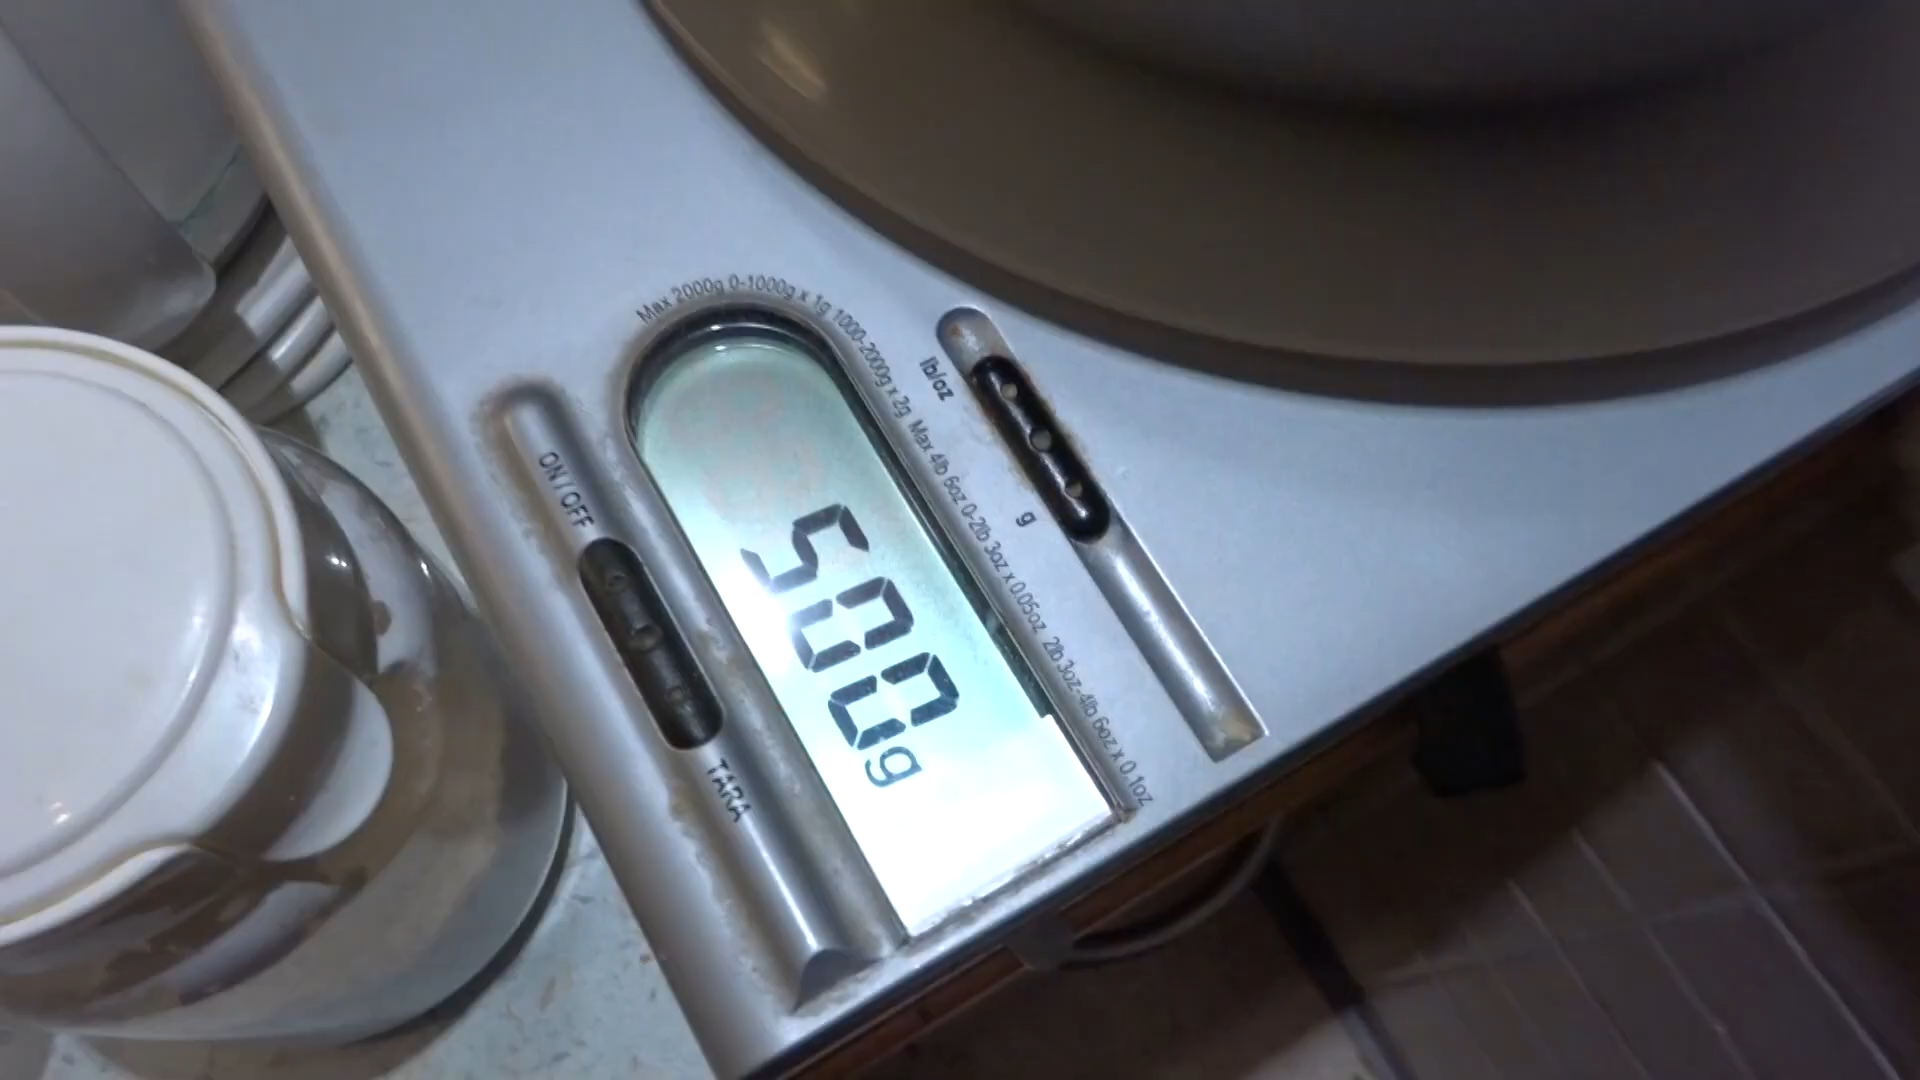 Max 2000g 0-1000g x 1g 1000-2000g x 2g Max 4lb 6oz 0-2lb 3oz x 0.05oz 2lb 3oz-4lb 6oz x 0.1oz
lb/oz
g
ON/OFF
TARA
500g